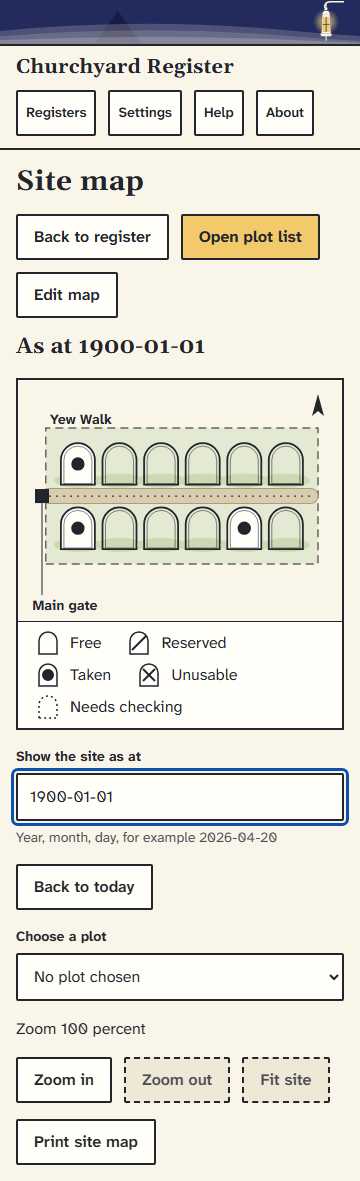 Churchyard Register
Registers
Settings
Help
About
Site map
Back to register
Open plot list
Edit map
As at 1900-01-01
Yew Walk
Main gate
Free
Reserved
Taken
Unusable
Needs checking
Show the site as at
1900-01-01
Year, month, day, for example 2026-04-20
Back to today
Choose a plot
No plot chosen
Zoom 100 percent
Zoom in
Zoom out
Fit site
Print site map